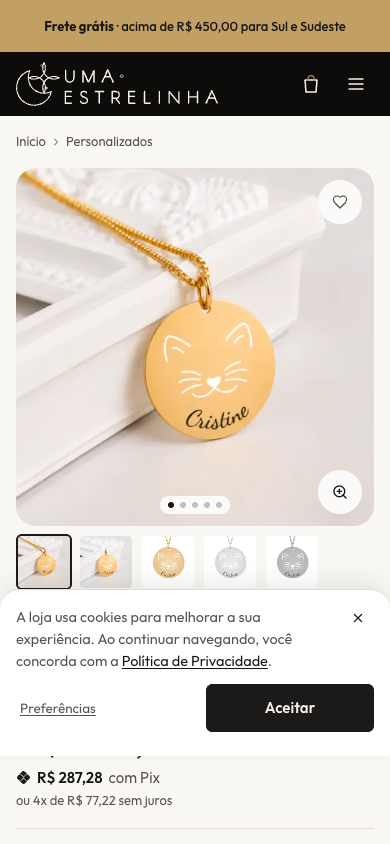 Frete grátis · acima de R$ 450,00 para Sul e Sudeste
UMA
ESTRELINHA
Início > Personalizados
Cristine
A loja usa cookies para melhorar a sua
experiência. Ao continuar navegando, você
concorda com a Política de Privacidade.
Preferências
Aceitar
R$ 287,28 com Pix
ou 4x de R$ 77,22 sem juros